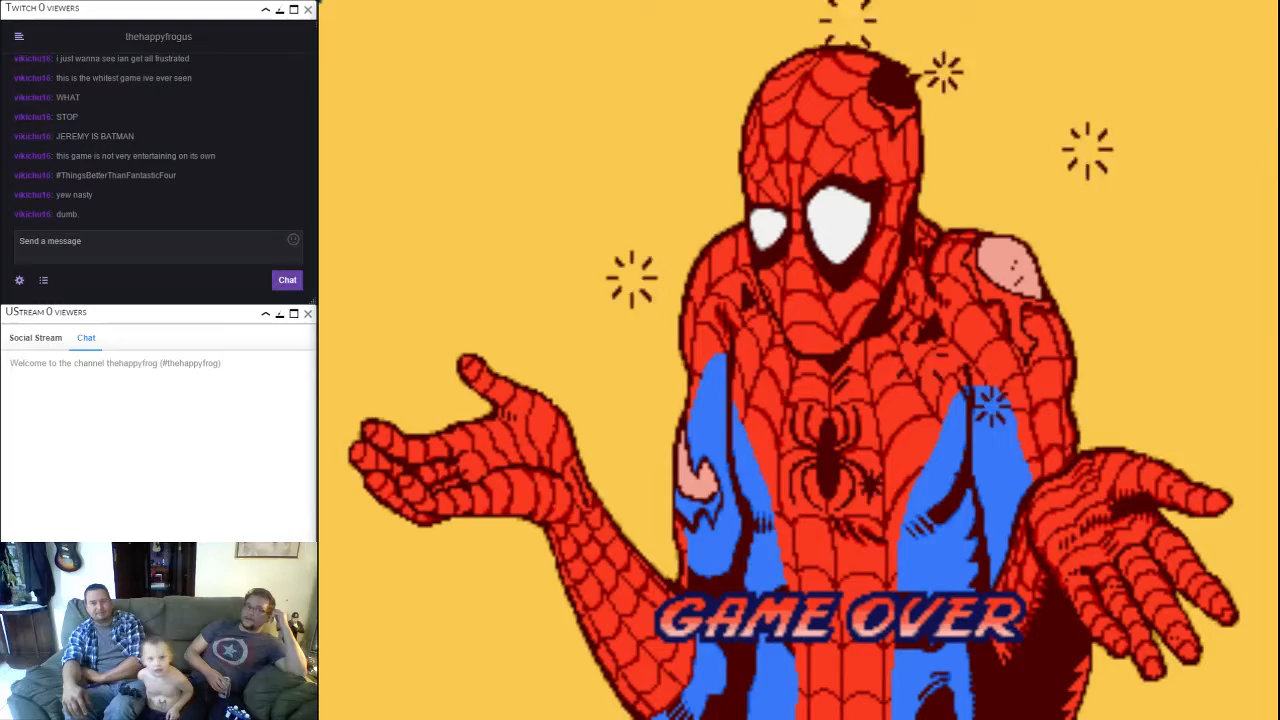 Twitch 0 viewers
thehappyfrogus
vikichu16: i just wanna see ian get all frustrated
vikichu16: this is the whitest game ive ever seen
vikichu16: WHAT
vikichu16: STOP
vikichu16: JEREMY IS BATMAN
vikichu16: this game is not very entertaining on its own
vikichu16: #ThingsBetterThanFantasticFour
vikichu16: yew nasty
vikichu16: dumb.
Send a message
Chat
UStream 0 viewers
Social Stream Chat
Welcome to the channel thehappyfrog (#thehappyfrog)
GAME OVER